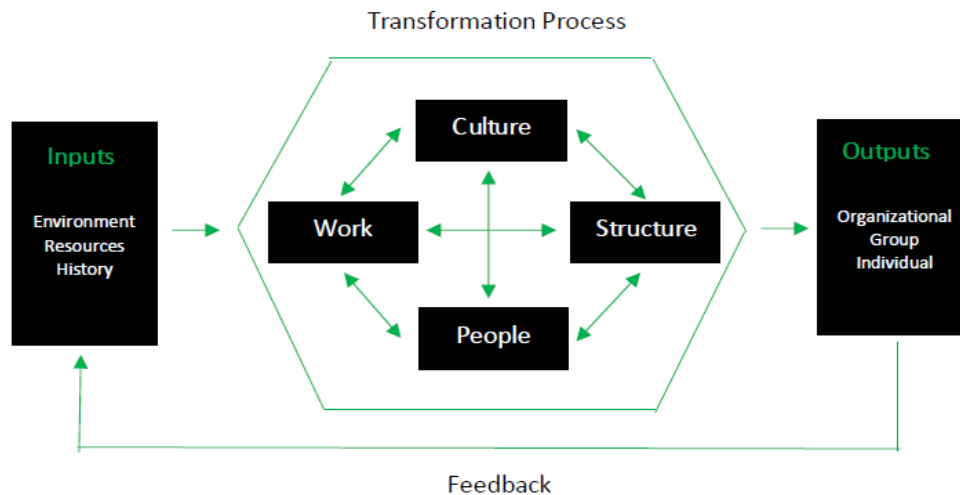 Transformation Process
Inputs
Environment
Resources
History
Culture
Work
Structure
People
Outputs
Organizational
Group
Individual
Feedback